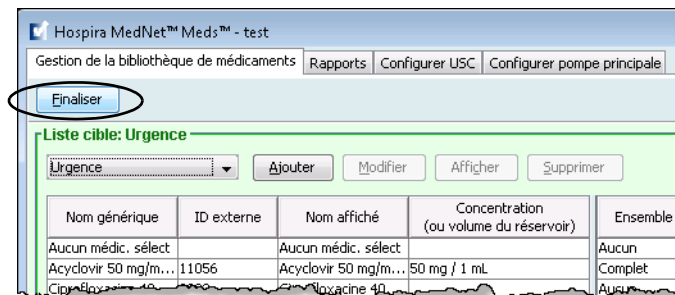 Hospira MedNet™ Meds™ - test
Gestion de la bibliothèque de médicaments Rapports Configurer USC Configurer pompe principale
Finaliser
Liste cible: Urgence
Urgence Ajouter Modifier Afficher Supprimer
Nom générique ID externe Nom affiché Concentration (ou volume du réservoir) Ensemble
Aucun médic. sélect Aucun médic. sélect Aucun
Acyclovir 50 mg/m... 11056 Acyclovir 50 mg/m... 50 mg / 1 mL Complet